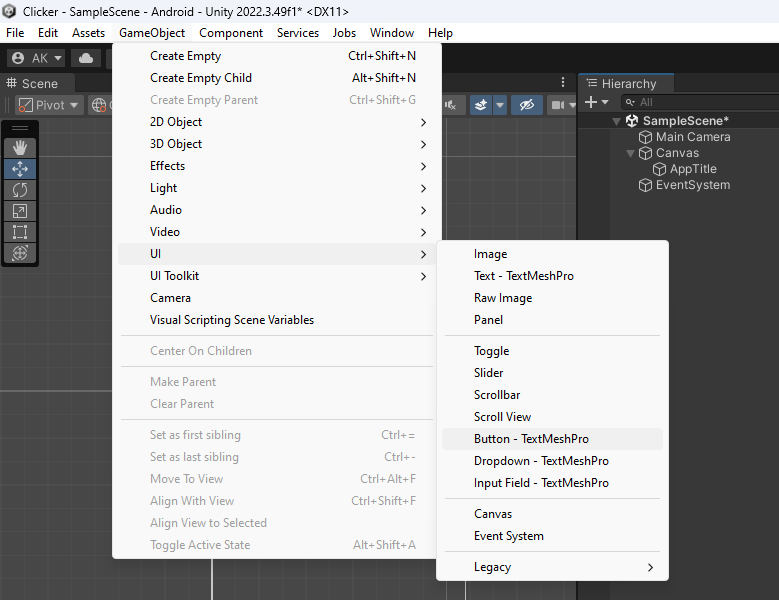 Clicker - SampleScene - Android - Unity 2022.3.49f1* <DX11>
File Edit Assets GameObject Component Services Jobs Window Help
AK
Scene
Pivot
Create Empty Ctrl+Shift+N
Create Empty Child Alt+Shift+N
Create Empty Parent Ctrl+Shift+G
2D Object
3D Object
Effects
Light
Audio
Video
UI
UI Toolkit
Camera
Visual Scripting Scene Variables
Center On Children
Make Parent
Clear Parent
Set as first sibling Ctrl+=
Set as last sibling Ctrl+-
Move To View Ctrl+Alt+F
Align With View Ctrl+Shift+F
Align View to Selected
Toggle Active State Alt+Shift+A
Image
Text - TextMeshPro
Raw Image
Panel
Toggle
Slider
Scrollbar
Scroll View
Button - TextMeshPro
Dropdown - TextMeshPro
Input Field - TextMeshPro
Canvas
Event System
Legacy
Hierarchy
All
SampleScene*
Main Camera
Canvas
AppTitle
EventSystem